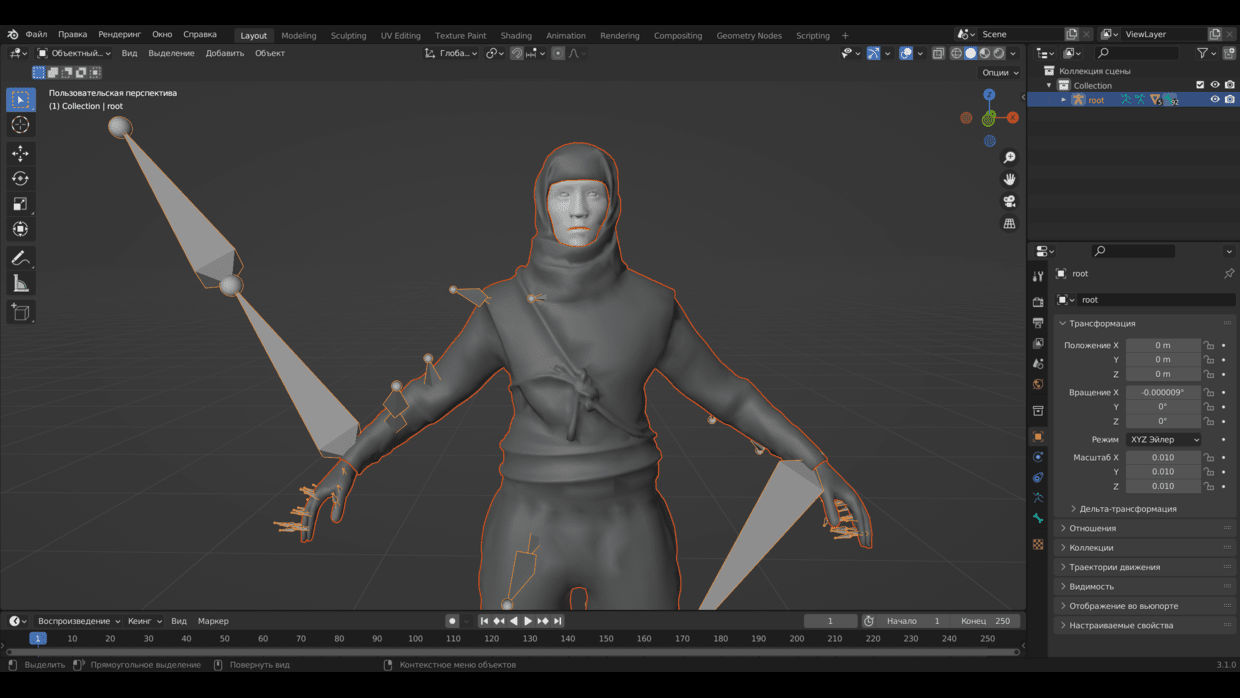 Файл Правка Рендеринг Окно Справка Layout Modeling Sculpting UV Editing Texture Paint Shading Animation Rendering Compositing Geometry Nodes Scripting + Scene ViewLayer
Объектный... Вид Выделение Добавить Объект Глоба...
Опции
Пользовательская перспектива
(1) Collection | root
Z
X
Коллекция сцены
Collection
root 5 92
root
root
Трансформация
Положение X 0 m
Y 0 m
Z 0 m
Вращение X -0.000009°
Y 0°
Z 0°
Режим XYZ Эйлер
Масштаб X 0.010
Y 0.010
Z 0.010
Дельта-трансформация
Отношения
Коллекции
Траектории движения
Видимость
Отображение во вьюпорте
Настраиваемые свойства
Воспроизведение Кеинг Вид Маркер 1 Начало 1 Конец 250
1 10 20 30 40 50 60 70 80 90 100 110 120 130 140 150 160 170 180 190 200 210 220 230 240 250
Выделить Прямоугольное выделение Повернуть вид Контекстное меню объектов 3.1.0